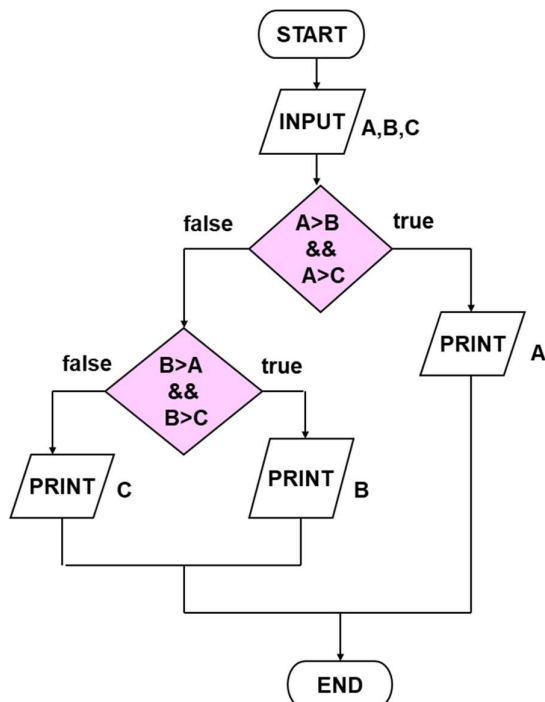 START
INPUT
A,B,C
false
A>B
&&
A>C
true
PRINT
A
false
B>A
&&
B>C
true
PRINT
C
PRINT
B
END